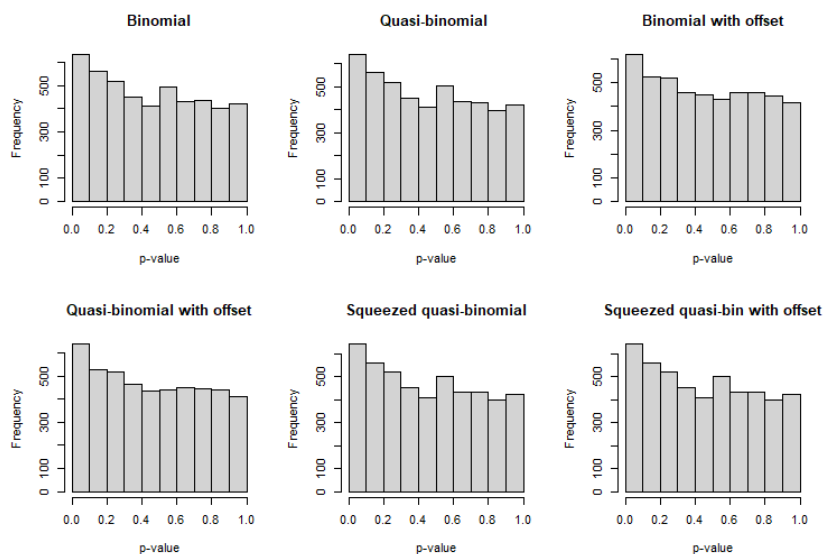 Binomial
Quasi-binomial
Binomial with offset
Frequency
0 100 300 500
0.0 0.2 0.4 0.6 0.8 1.0
p-value
Frequency
0 100 300 500
0.0 0.2 0.4 0.6 0.8 1.0
p-value
Frequency
0 100 300 500
0.0 0.2 0.4 0.6 0.8 1.0
p-value
Quasi-binomial with offset
Squeezed quasi-binomial
Squeezed quasi-bin with offset
Frequency
0 100 300 500
0.0 0.2 0.4 0.6 0.8 1.0
p-value
Frequency
0 100 300 500
0.0 0.2 0.4 0.6 0.8 1.0
p-value
Frequency
0 100 300 500
0.0 0.2 0.4 0.6 0.8 1.0
p-value